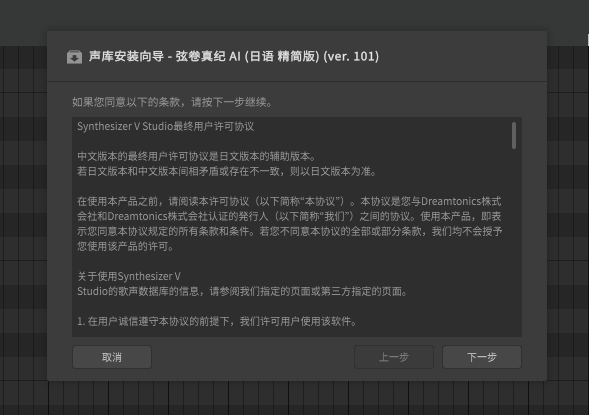 声库安装向导 - 弦卷真纪 AI (日语 精简版) (ver. 101)
如果您同意以下的条款，请按下一步继续。
Synthesizer V Studio最终用户许可协议
中文版本的最终用户许可协议是日文版本的辅助版本。
若日文版本和中文版本间相矛盾或存在不一致，则以日文版本为准。
在使用本产品之前，请阅读本许可协议（以下简称“本协议”）。本协议是您与Dreamtonics株式
会社和Dreamtonics株式会社认证的发行人（以下简称“我们”）之间的协议。使用本产品，即表
示您同意本协议规定的所有条款和条件。若您不同意本协议的全部或部分条款，我们均不会授予
您使用该产品的许可。
关于使用Synthesizer V
Studio的歌声数据库的信息，请参阅我们指定的页面或第三方指定的页面。
1. 在用户诚信遵守本协议的前提下，我们许可用户使用该软件。
取消
上一步
下一步